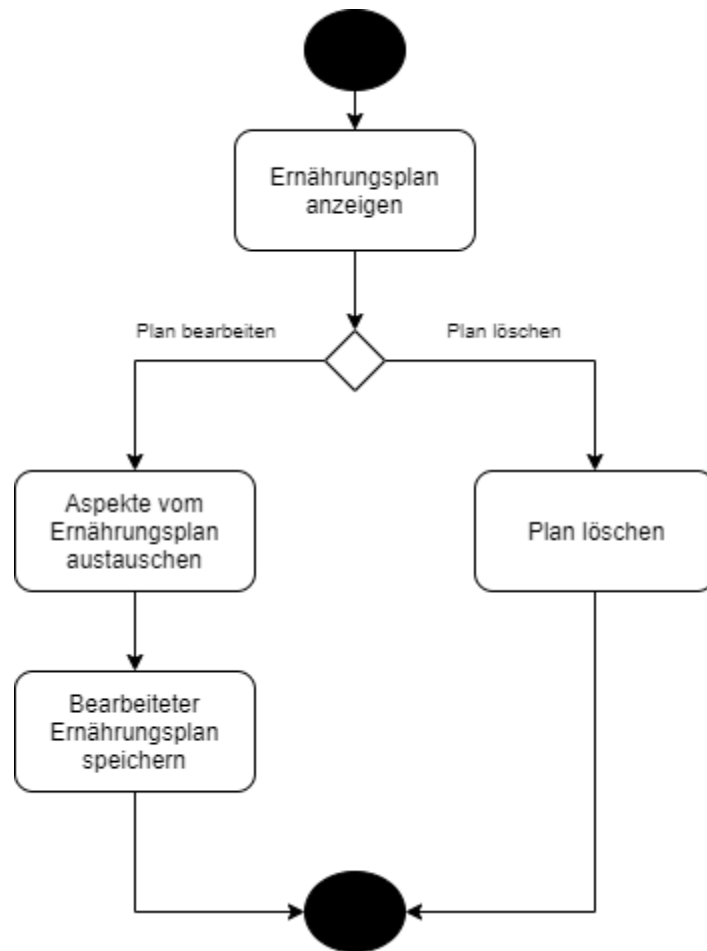 Ernährungsplan
anzeigen
Plan bearbeiten
Plan löschen
Aspekte vom
Ernährungsplan
austauschen
Plan löschen
Bearbeiteter
Ernährungsplan
speichern